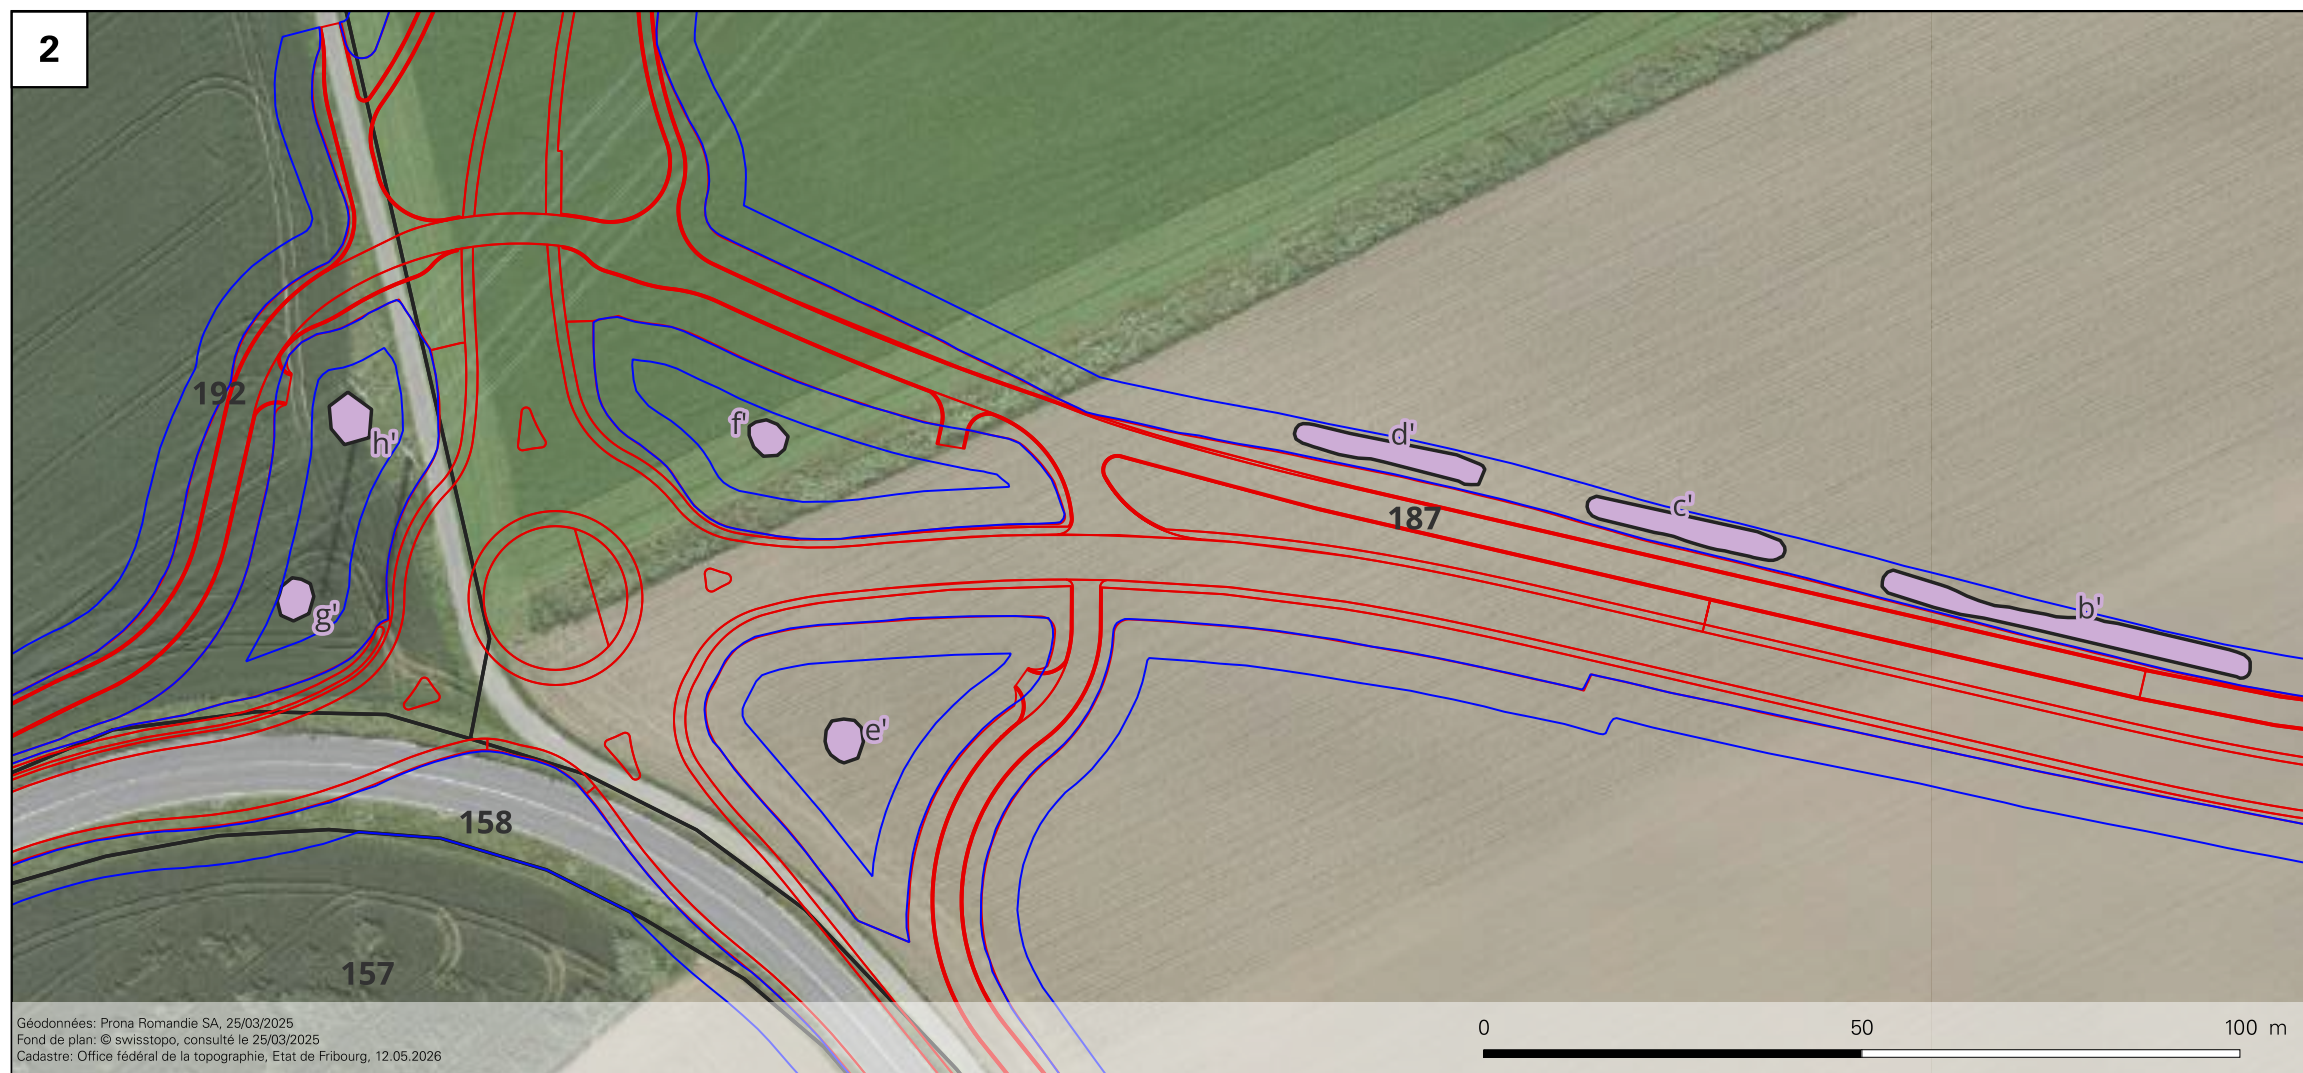 2
192
h'
f'
d'
c'
187
g'
b'
e'
158
157
Géodonnées: Prona Romandie SA, 25/03/2025
Fond de plan: © swisstopo, consulté le 25/03/2025
Cadastre: Office fédéral de la topographie, Etat de Fribourg, 12.05.2026
0 50 100 m